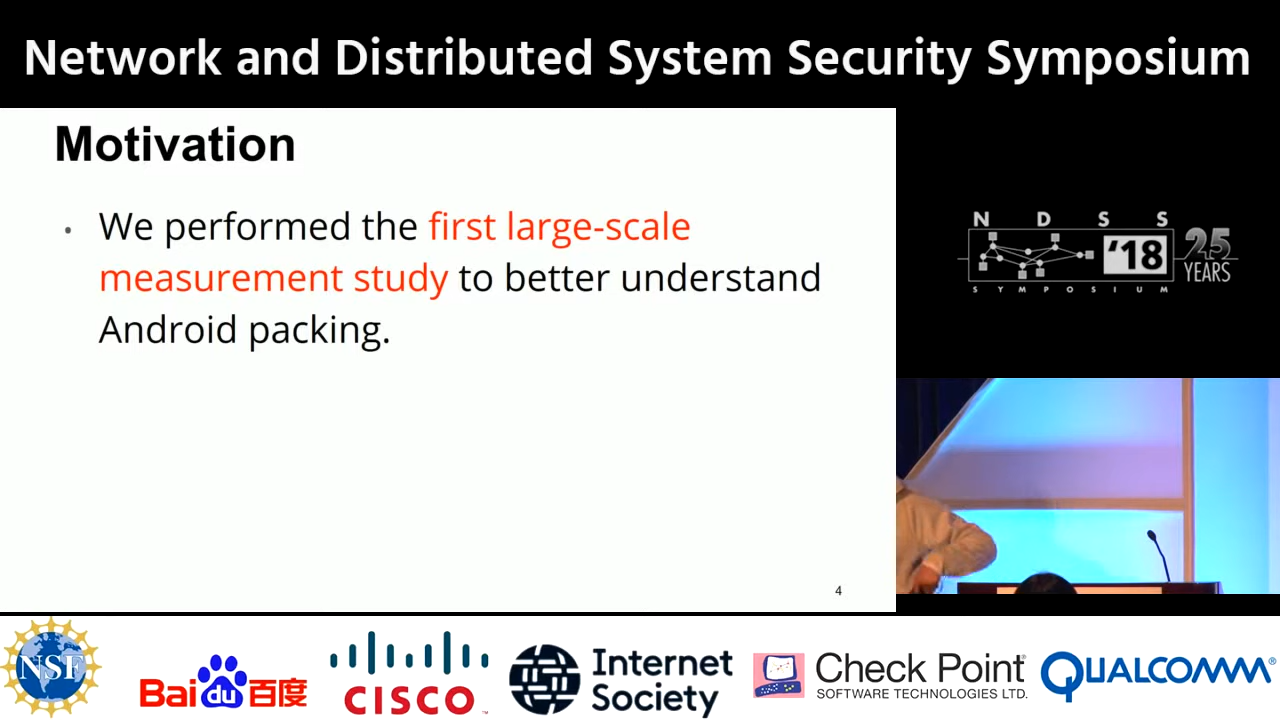 Network and Distributed System Security Symposium
Motivation
• We performed the first large-scale
measurement study to better understand
Android packing.
4
N D S S
'18
25
YEARS
S Y M P O S I U M
NSF
Bai du 百度
CISCO
Internet
Society
Check Point
SOFTWARE TECHNOLOGIES LTD.
QUALCOMM®